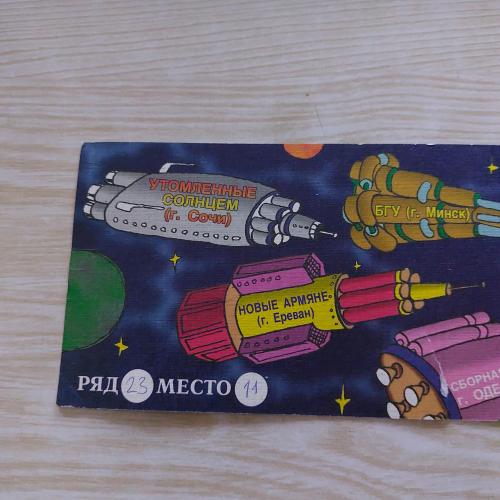 УТОМЛЕННЫЕ
СОЛНЦЕМ
(г. Сочи)
БГУ (г. Минск)
НОВЫЕ АРМЯНЕ
(г. Ереван)
СБОРНАЯ
г. ОДЕ
РЯД 23 МЕСТО 11